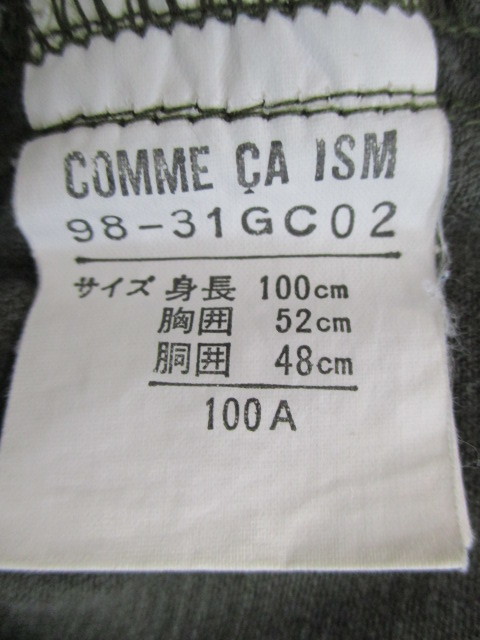 COMME ÇA ISM
98-31GC02
サイズ 身長 100cm
胸囲 52cm
胴囲 48cm
100A